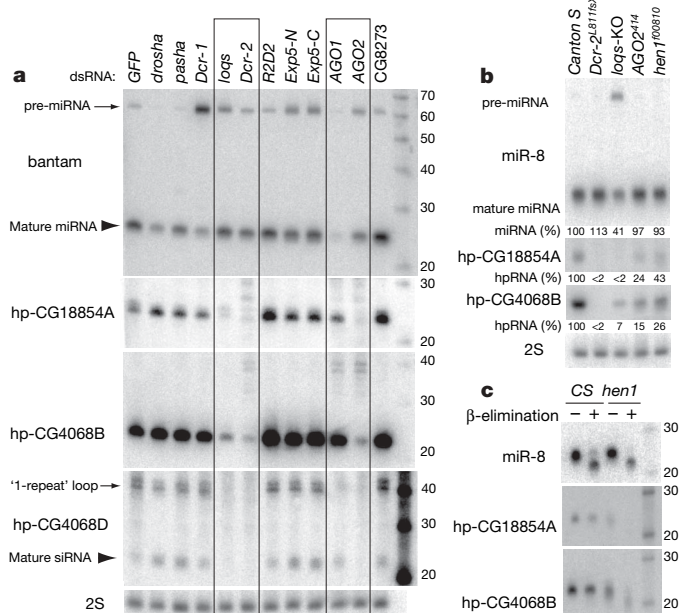 a
dsRNA:
GFP
drosha
pasha
Dcr-1
loqs
Dcr-2
R2D2
Exp5-N
Exp5-C
AGO1
AGO2
CG8273
pre-miRNA
bantam
Mature miRNA
70
60
50
40
30
20
hp-CG18854A
30
20
hp-CG4068B
40
30
20
'1-repeat' loop
hp-CG4068D
Mature siRNA
40
30
20
2S
b
Canton S
loqs-KO
AGO2414
hen1f00810
pre-miRNA
miR-8
mature miRNA
miRNA (%) 100 113 41 97 93
hp-CG18854A
hpRNA (%) 100 <2 <2 24 43
hp-CG4068B
hpRNA (%) 100 <2 7 15 26
2S
c
CS hen1
β-elimination − + − +
miR-8
30
20
hp-CG18854A
30
20
hp-CG4068B
30
20